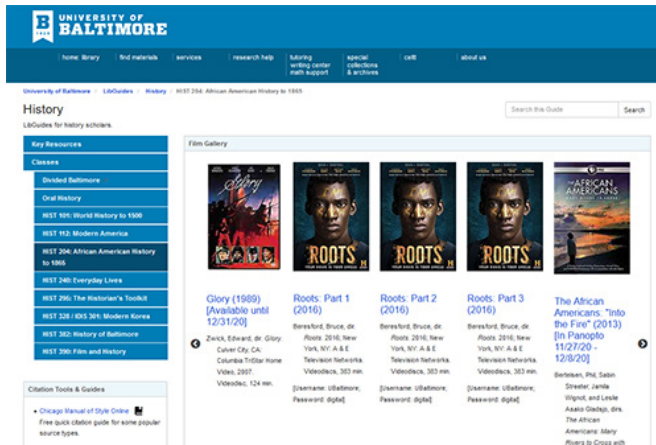 UNIVERSITY OF
BALTIMORE
home: library
find materials
services
research help
tutoring
writing center
math support
special
collections
& archives
celtt
about us
University of Baltimore / LibGuides / History / HIST 204: African American History to 1865
History
LibGuides for history scholars.
Search this Guide
Search
Key Resources
Classes
Divided Baltimore
Oral History
HIST 101: World History to 1500
HIST 112: Modern America
HIST 204: African American History
to 1865
HIST 240: Everyday Lives
HIST 295: The Historian's Toolkit
HIST 328 / IDIS 301: Modern Korea
HIST 382: History of Baltimore
HIST 390: Film and History
Citation Tools & Guides
Chicago Manual of Style Online
Free quick citation guide for some popular
source types.
Film Gallery
Glory
Glory (1989)
[Available until
12/31/20]
Zwick, Edward, dir. Glory.
Culver City, CA:
Columbia TriStar Home
Video, 2007.
Videodisc, 124 min.
ROOTS
Roots: Part 1
(2016)
Beresford, Bruce, dir.
Roots. 2016; New
York, NY: A & E
Television Networks.
Videodiscs, 383 min.
[Username: UBaltimore;
Password: digital]
ROOTS
Roots: Part 2
(2016)
Beresford, Bruce, dir.
Roots. 2016; New
York, NY: A & E
Television Networks.
Videodiscs, 383 min.
[Username: UBaltimore;
Password: digital]
ROOTS
Roots: Part 3
(2016)
Beresford, Bruce, dir.
Roots. 2016; New
York, NY: A & E
Television Networks.
Videodiscs, 383 min.
[Username: UBaltimore;
Password: digital]
THE AFRICAN
AMERICANS
The African
Americans: "Into
the Fire" (2013)
[In Panopto
11/27/20 -
12/8/20]
Bertelsen, Phil, Sabin
Streeter, Jamila
Wignot, and Leslie
Asako Gladsjo, dirs.
The African
Americans: Many
Rivers to Cross with